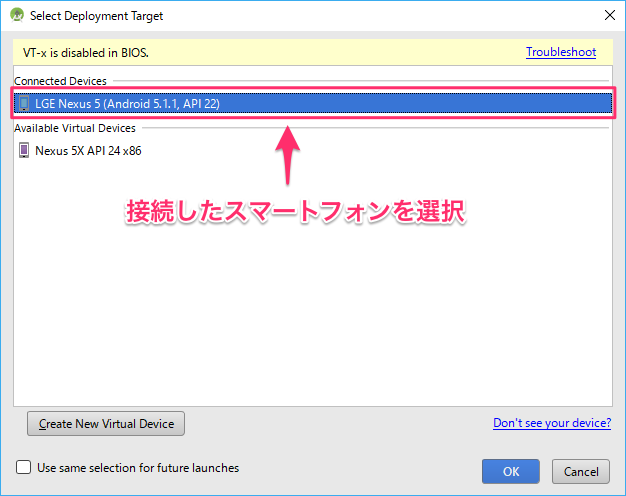 Select Deployment Target
VT-x is disabled in BIOS.
Troubleshoot
Connected Devices
LGE Nexus 5 (Android 5.1.1, API 22)
Available Virtual Devices
Nexus 5X API 24 x86
接続したスマートフォンを選択
Create New Virtual Device
Don't see your device?
Use same selection for future launches
OK
Cancel